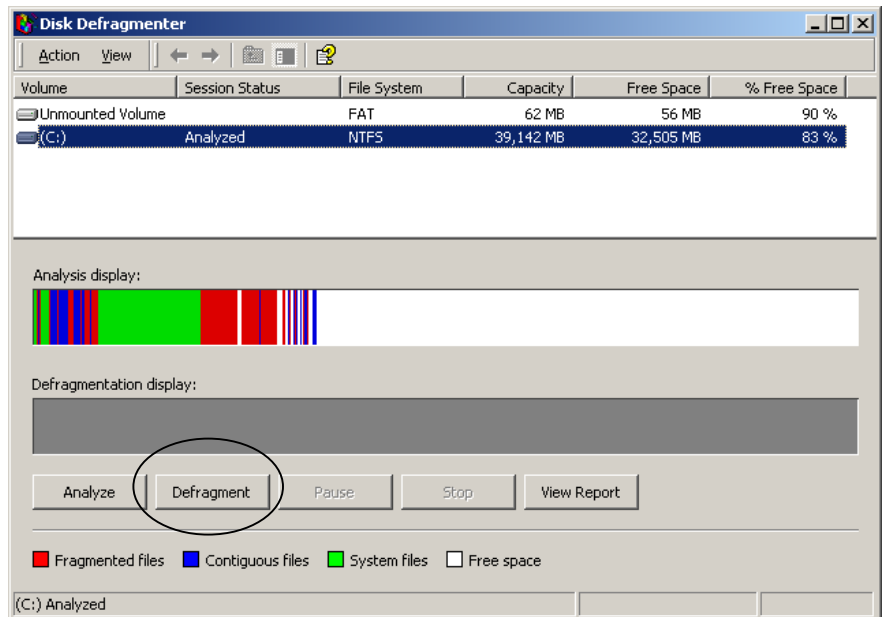 Disk Defragmenter
Action View
Volume Session Status File System Capacity Free Space % Free Space
Unmounted Volume FAT 62 MB 56 MB 90 %
(C:) Analyzed NTFS 39,142 MB 32,505 MB 83 %
Analysis display:
Defragmentation display:
Analyze Defragment Pause Stop View Report
Fragmented files Contiguous files System files Free space
(C:) Analyzed